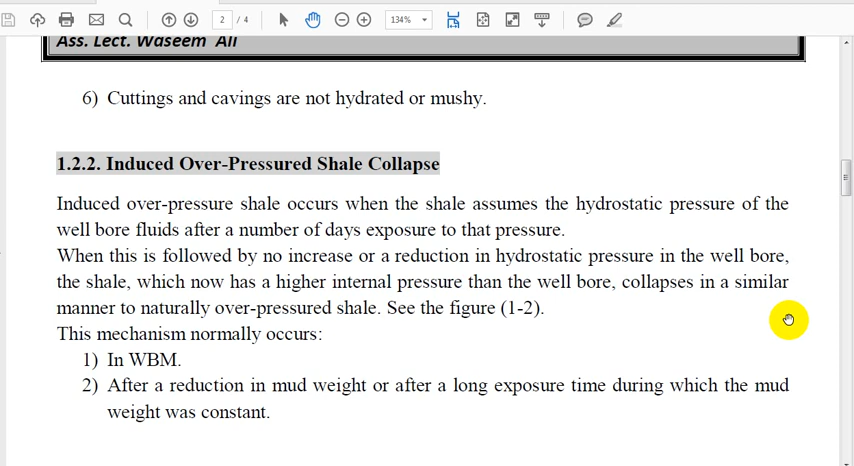 2 / 4
134%
Ass. Lect. Waseem Ali
6) Cuttings and cavings are not hydrated or mushy.
1.2.2. Induced Over-Pressured Shale Collapse
Induced over-pressure shale occurs when the shale assumes the hydrostatic pressure of the
well bore fluids after a number of days exposure to that pressure.
When this is followed by no increase or a reduction in hydrostatic pressure in the well bore,
the shale, which now has a higher internal pressure than the well bore, collapses in a similar
manner to naturally over-pressured shale. See the figure (1-2).
This mechanism normally occurs:
1) In WBM.
2) After a reduction in mud weight or after a long exposure time during which the mud
weight was constant.